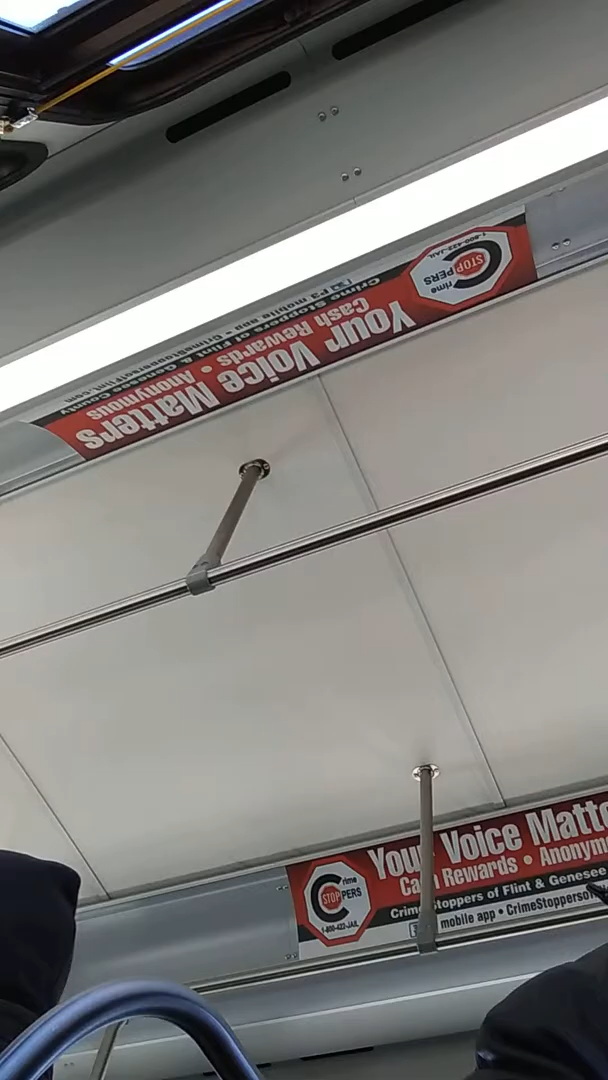 Crime
STOPPERS
1-800-422-JAIL
Your Voice Matters
Cash Rewards • Anonymous
Crime Stoppers of Flint & Genesee County
P3 mobile app • CrimeStoppersofFlint.com
Crime
STOPPERS
1-800-422-JAIL
Your Voice Matte
Cash Rewards • Anonym
Crime Stoppers of Flint & Genesee
mobile app • CrimeStopperso